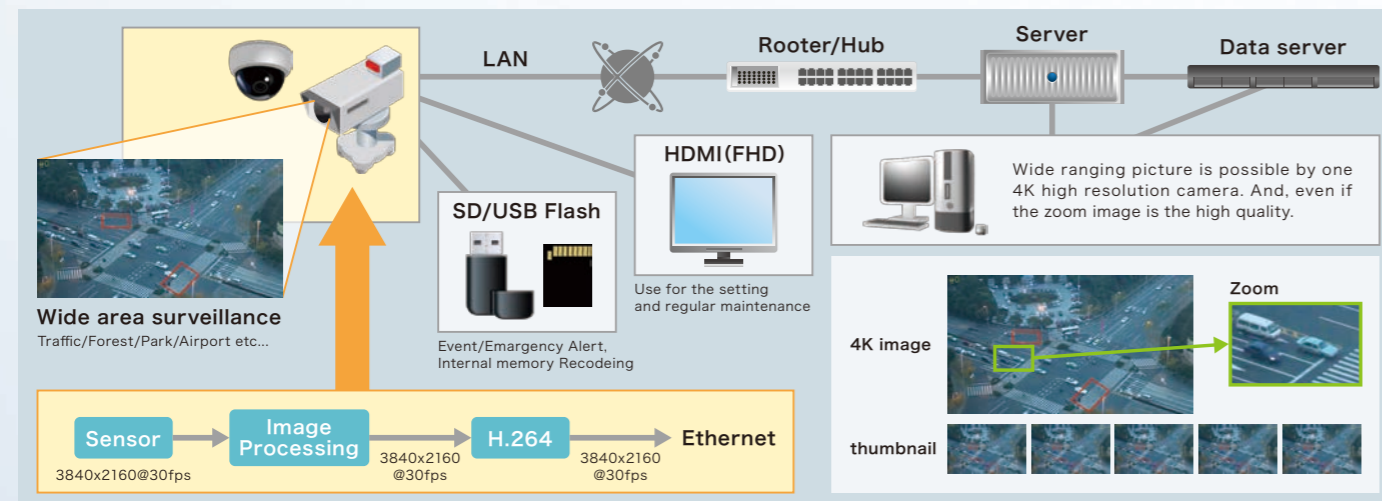 LAN
Rooter/Hub
Server
Data server
HDMI(FHD)
Wide ranging picture is possible by one
4K high resolution camera. And, even if
the zoom image is the high quality.
SD/USB Flash
Use for the setting
and regular maintenance
Wide area surveillance
Traffic/Forest/Park/Airport etc...
Event/Emergency Alert,
Internal memory Recodeing
Zoom
4K image
thumbnail
Sensor
Image
Processing
H.264
Ethernet
3840x2160@30fps
3840x2160
@30fps
3840x2160
@30fps